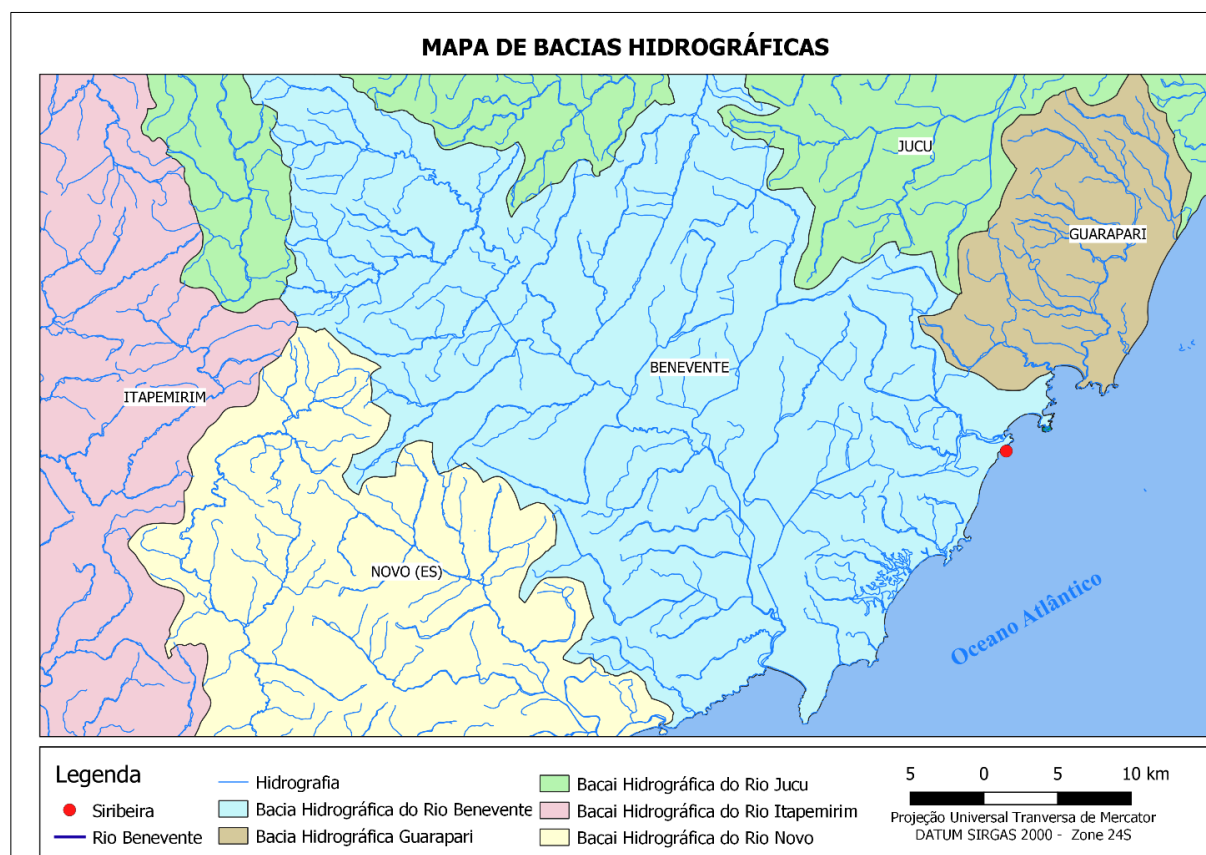 MAPA DE BACIAS HIDROGRÁFICAS
JUCU
GUARAPARI
BENEVENTE
ITAPEMIRIM
NOVO (ES)
Oceano Atlântico
Legenda
Siribeira
Rio Benevente
Hidrografia
Bacia Hidrográfica do Rio Benevente
Bacia Hidrográfica Guarapari
Bacai Hidrográfica do Rio Jucu
Bacai Hidrográfica do Rio Itapemirim
Bacai Hidrográfica do Rio Novo
5 0 5 10 km
Projeção Universal Tranversa de Mercator
DATUM SIRGAS 2000 - Zone 24S